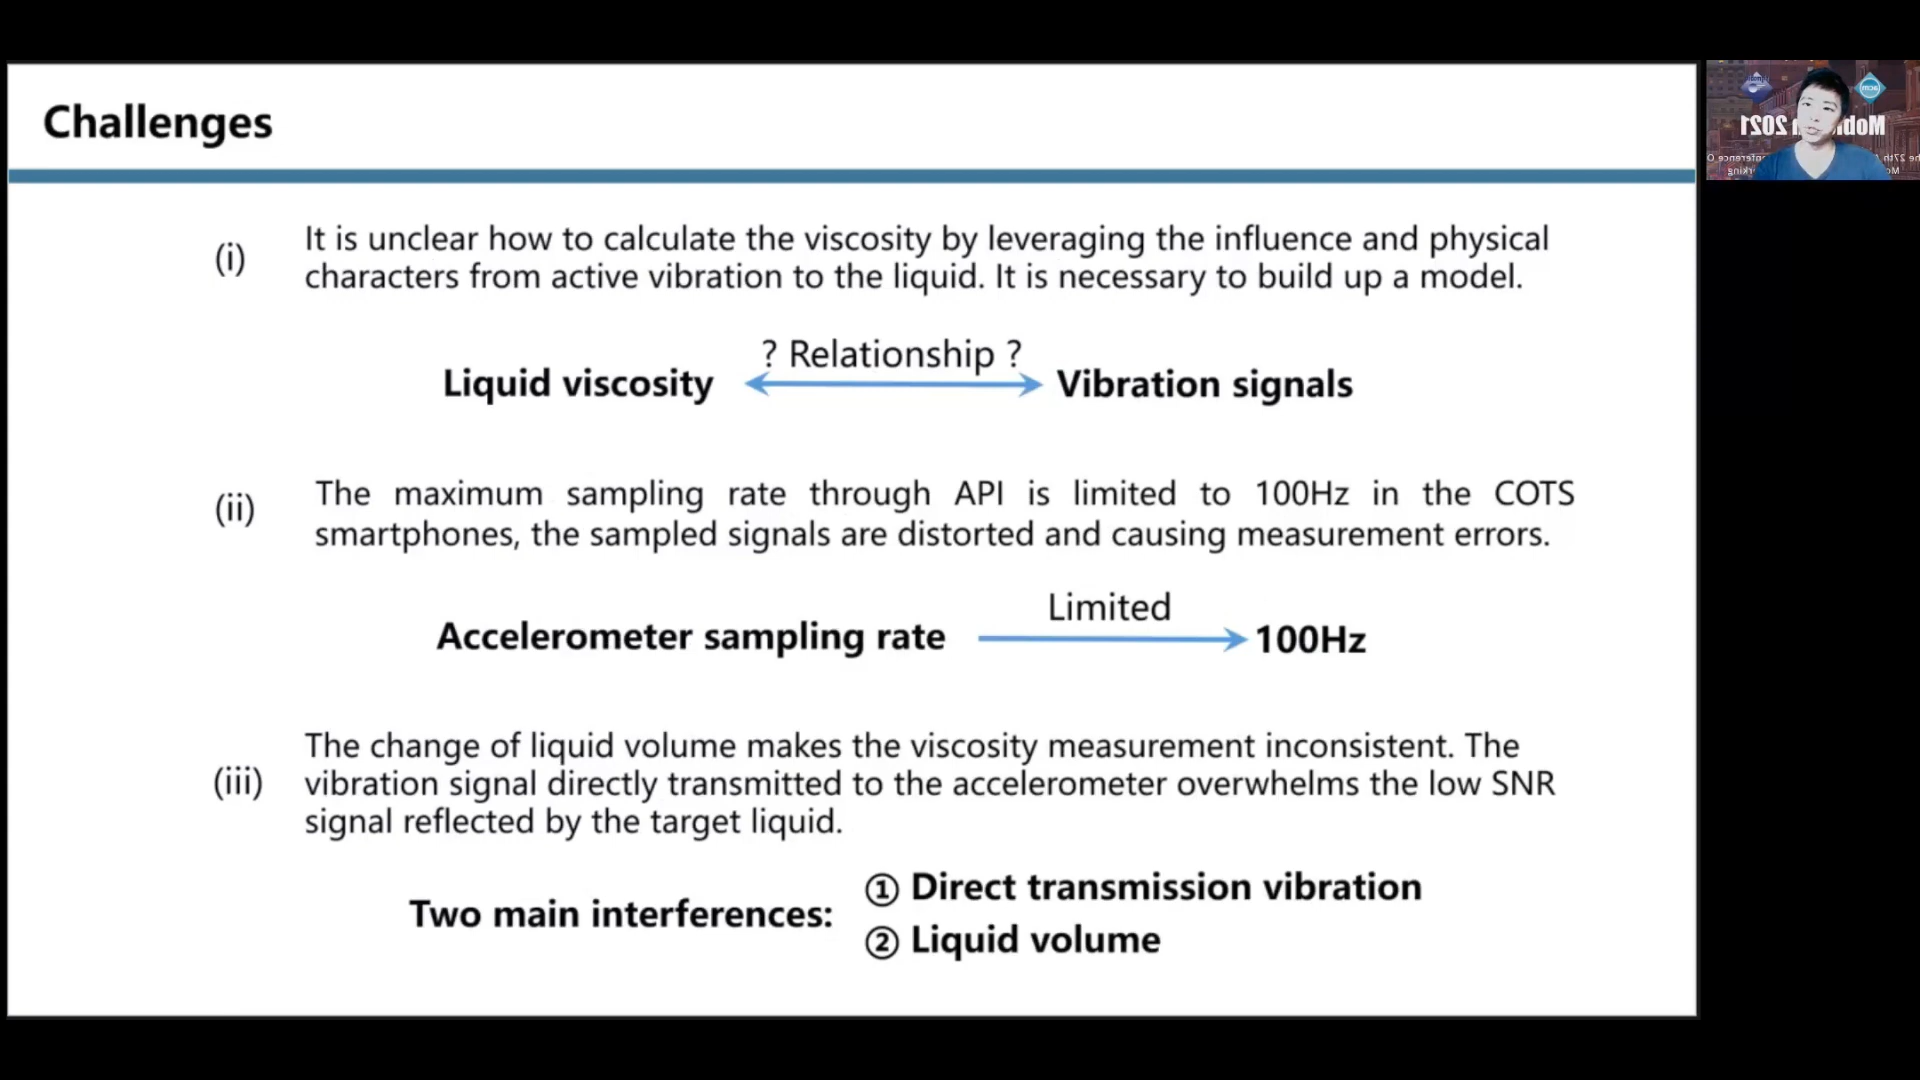 Challenges
(i) It is unclear how to calculate the viscosity by leveraging the influence and physical
characters from active vibration to the liquid. It is necessary to build up a model.
? Relationship ?
Liquid viscosity Vibration signals
(ii) The maximum sampling rate through API is limited to 100Hz in the COTS
smartphones, the sampled signals are distorted and causing measurement errors.
Limited
Accelerometer sampling rate 100Hz
(iii) The change of liquid volume makes the viscosity measurement inconsistent. The
vibration signal directly transmitted to the accelerometer overwhelms the low SNR
signal reflected by the target liquid.
Two main interferences:
① Direct transmission vibration
② Liquid volume
acm
2021